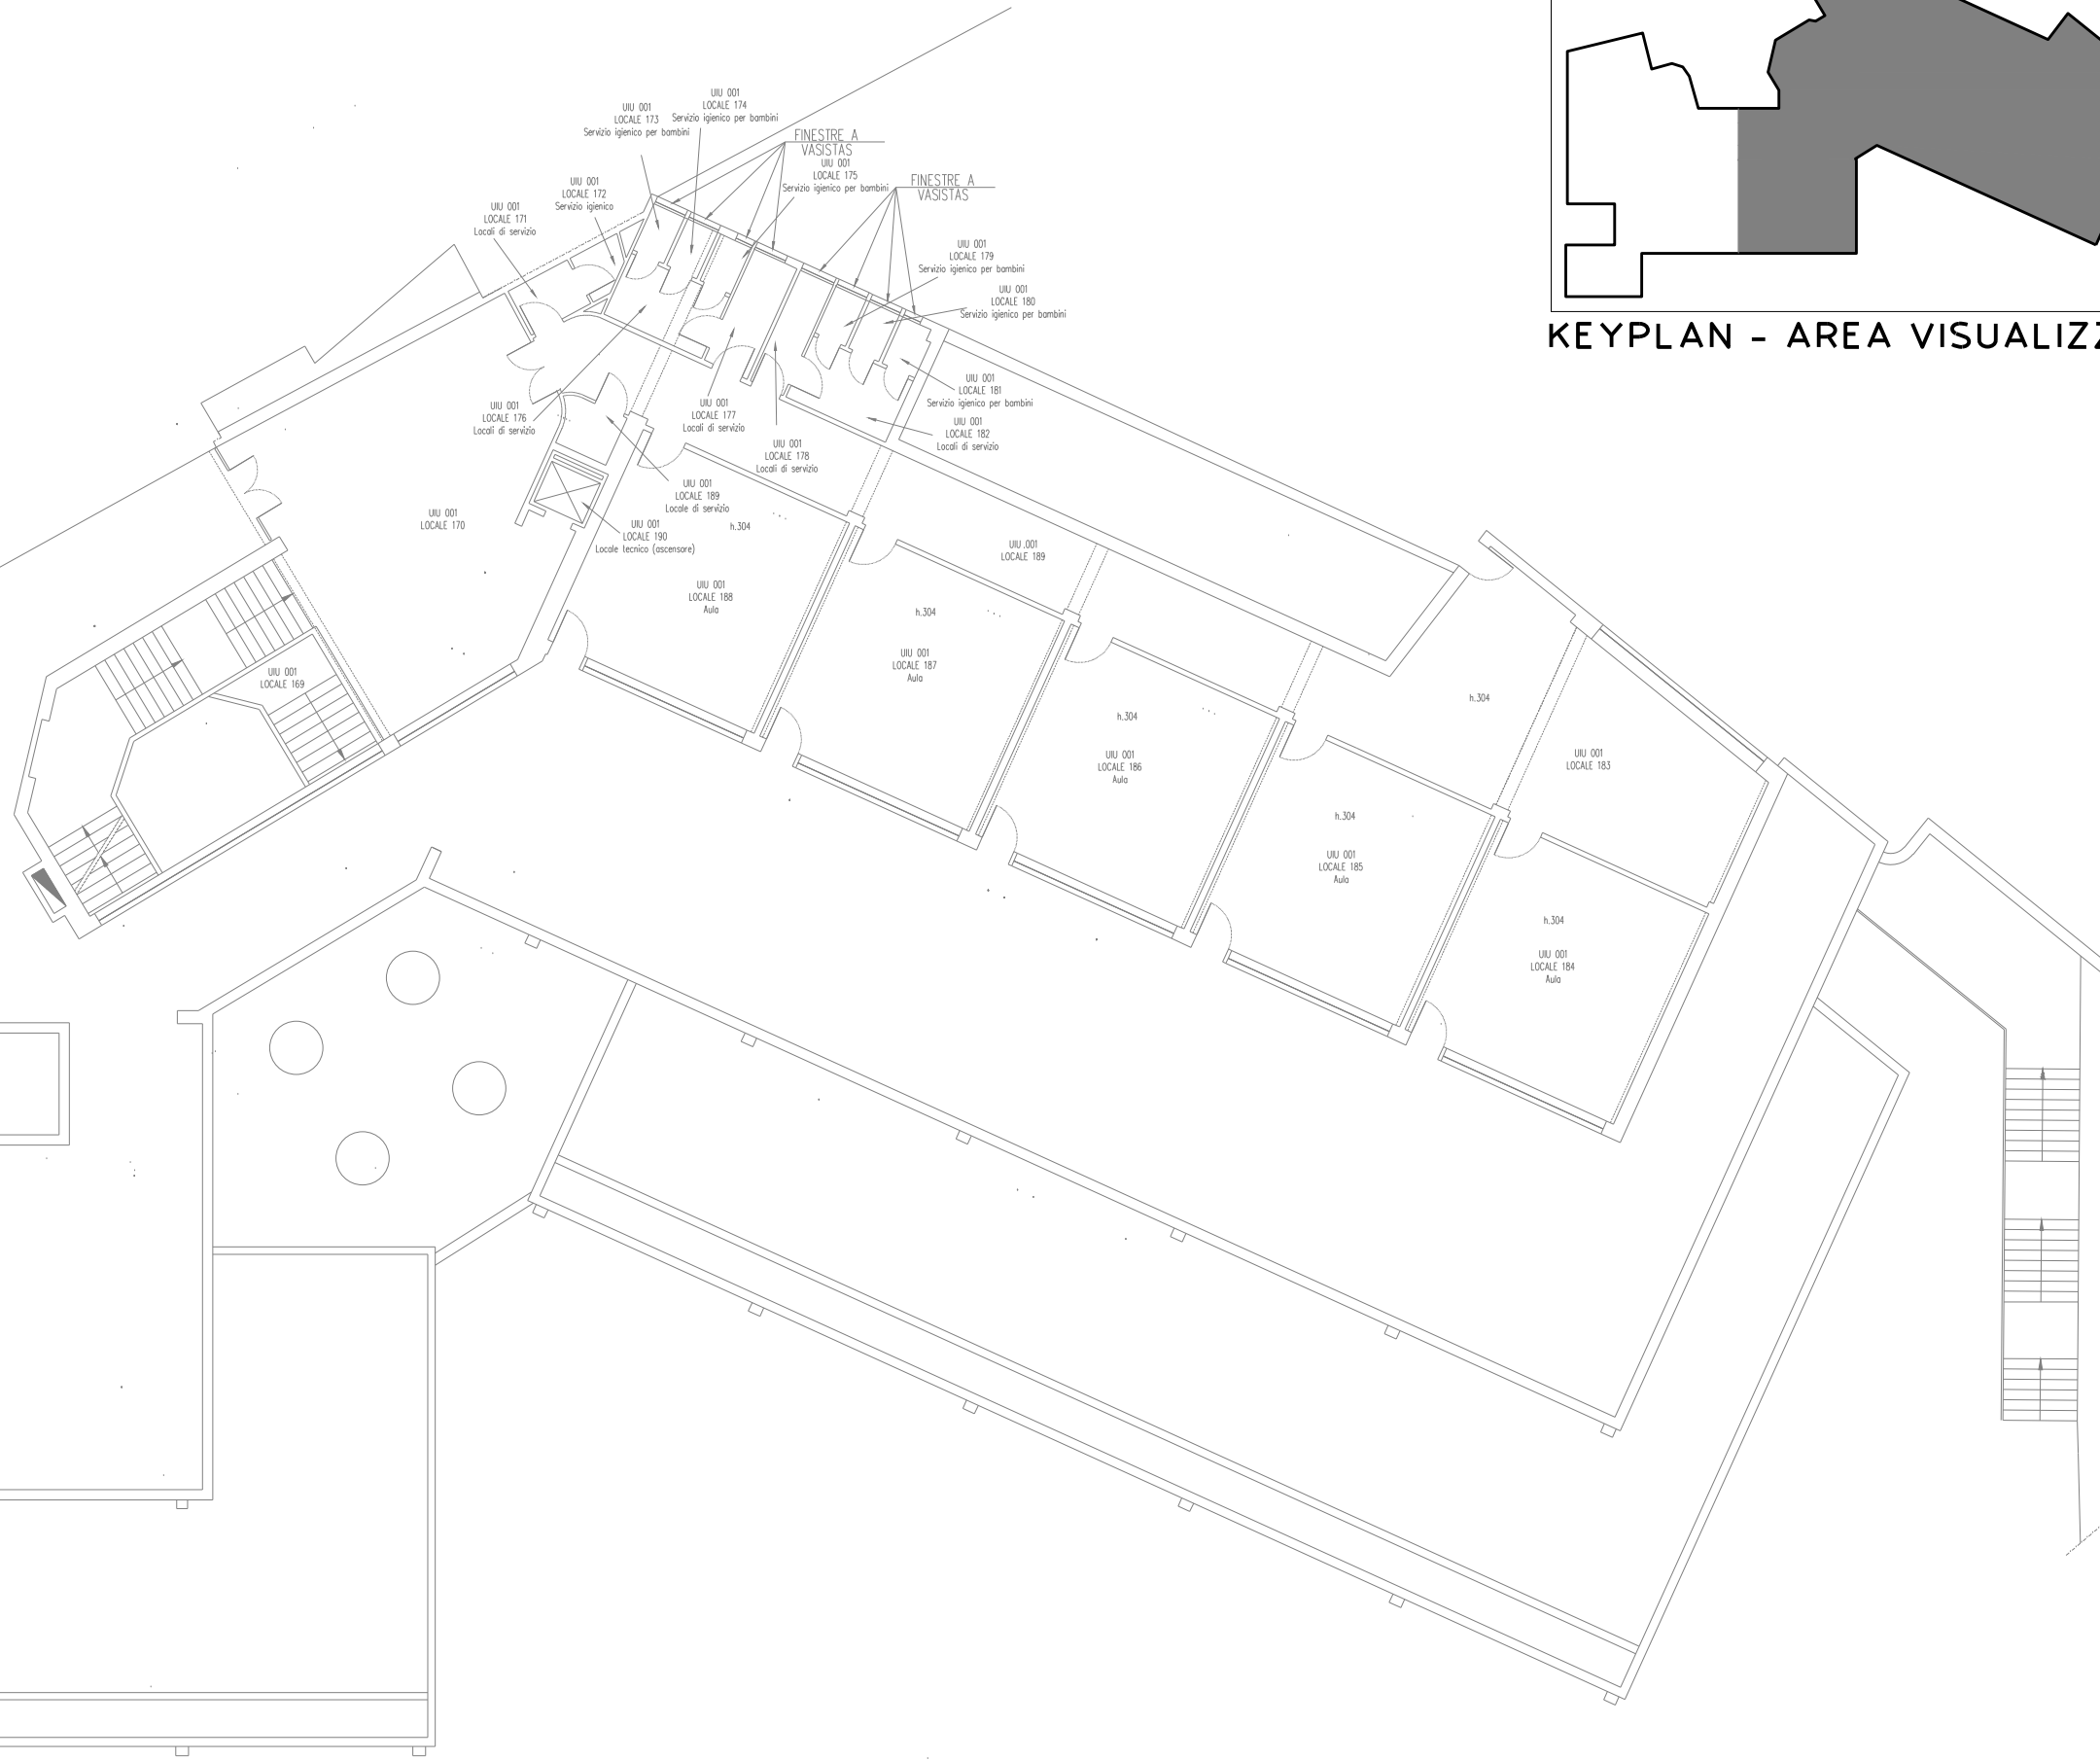 UIU 001
LOCALE 174
Servizio igienico per bambini
UIU 001
LOCALE 173
Servizio igienico per bambini
FINESTRE A
VASISTAS
UIU 001
LOCALE 175
Servizio igienico per bambini
FINESTRE A
VASISTAS
UIU 001
LOCALE 172
Servizio igienico
UIU 001
LOCALE 171
Locali di servizio
UIU 001
LOCALE 179
Servizio igienico per bambini
UIU 001
LOCALE 180
Servizio igienico per bambini
KEYPLAN - AREA VISUALIZZ
UIU 001
LOCALE 181
Servizio igienico per bambini
UIU 001
LOCALE 176
Locali di servizio
UIU 001
LOCALE 177
Locali di servizio
UIU 001
LOCALE 182
Locali di servizio
UIU 001
LOCALE 178
Locali di servizio
UIU 001
LOCALE 189
Locale di servizio
UIU 001
LOCALE 170
UIU 001
LOCALE 190
Locale tecnico (ascensore)
h.304
UIU 001
LOCALE 189
UIU 001
LOCALE 188
Aula
h.304
UIU 001
LOCALE 187
Aula
UIU 001
LOCALE 169
h.304
h.304
UIU 001
LOCALE 186
Aula
UIU 001
LOCALE 183
h.304
UIU 001
LOCALE 185
Aula
h.304
UIU 001
LOCALE 184
Aula